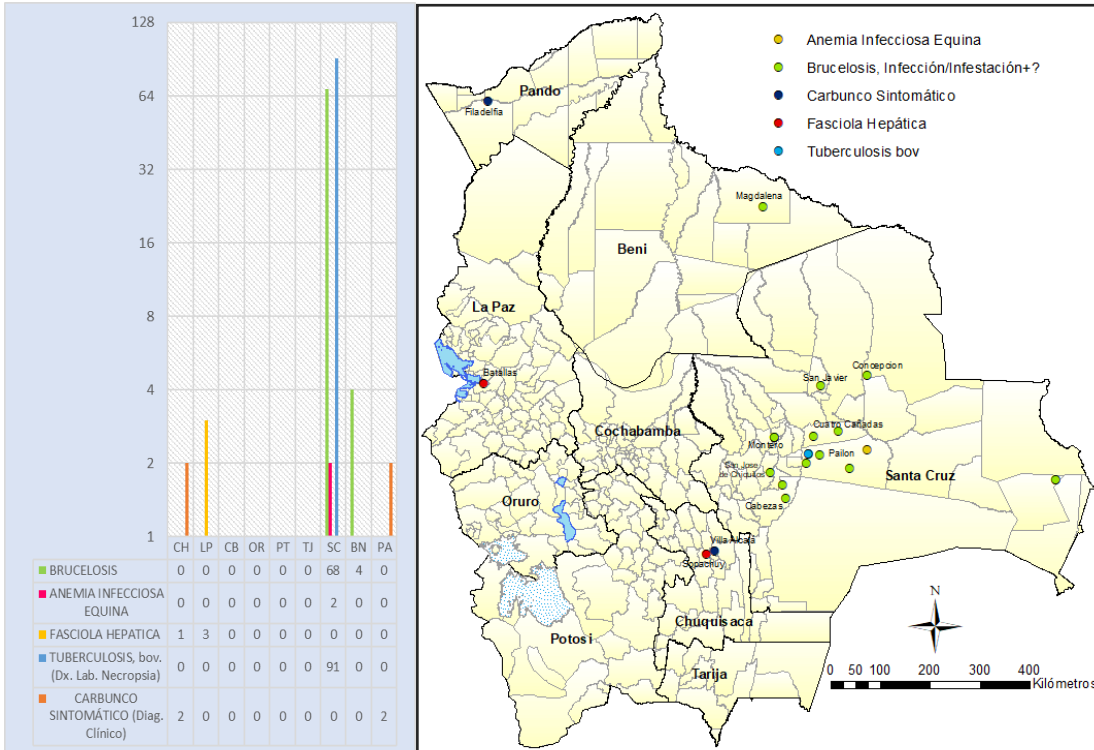 128
64
32
16
8
4
2
1
CH LP CB OR PT TJ SC BN PA
BRUCELOSIS 0 0 0 0 0 0 68 4 0
ANEMIA INFECCIOSA
EQUINA 0 0 0 0 0 0 2 0 0
FASCIOLA HEPATICA 1 3 0 0 0 0 0 0 0
TUBERCULOSIS, bov.
(Dx. Lab. Necropsia) 0 0 0 0 0 0 91 0 0
CARBUNCO
SINTOMÁTICO (Diag.
Clínico) 2 0 0 0 0 0 0 0 2
Anemia Infecciosa Equina
Brucelosis, Infección/Infestación+?
Carbunco Sintomático
Fasciola Hepática
Tuberculosis bov
Pando
Filadelfia
Magdalena
Beni
La Paz
Batallas
San Javier
Concepcion
Cochabamba
Montero
Cuatro Cañadas
Pailon
San Jose
de Chiquitos
Santa Cruz
Cabezas
Oruro
Villa Alcalá
Sopachuy
Chuquisaca
Potosi
Tarija
N
0 50 100 200 300 400
Kilómetros